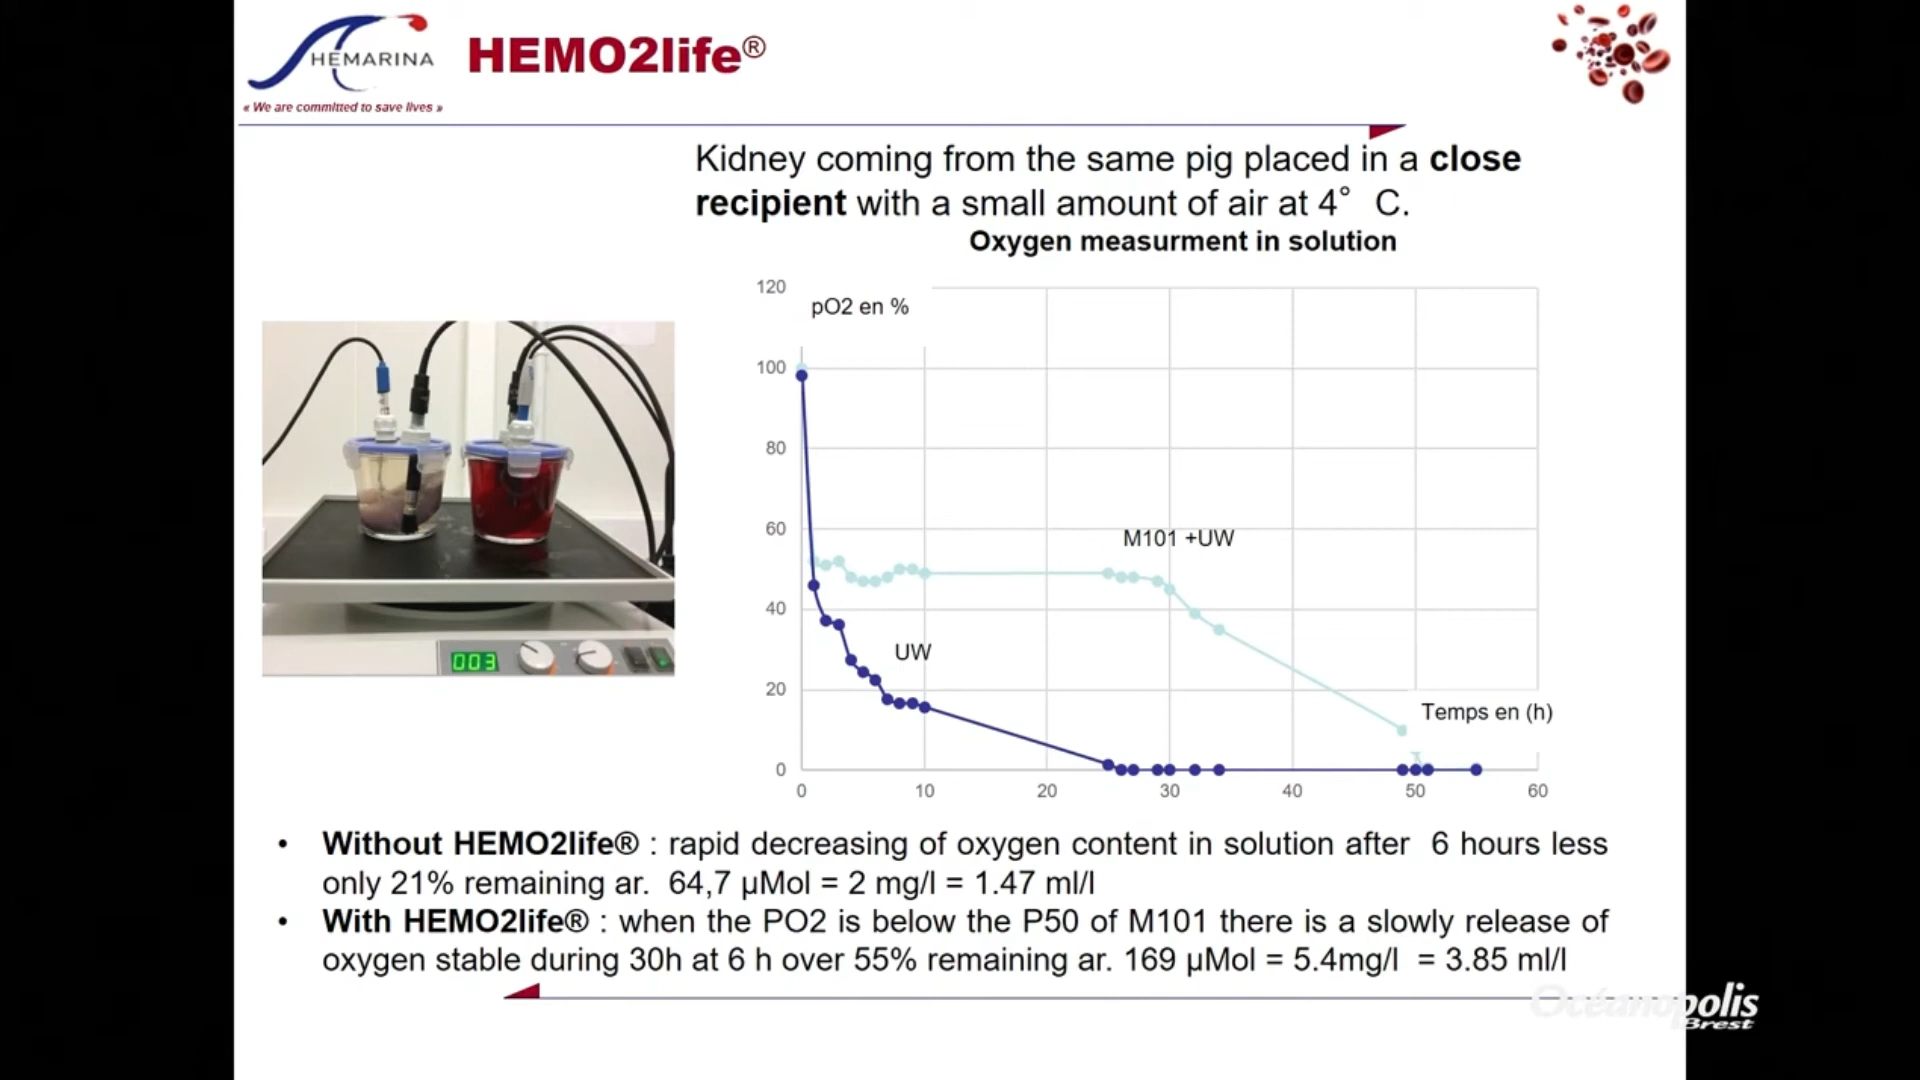 HEMARINA
« We are committed to save lives »
HEMO2life®
Kidney coming from the same pig placed in a close
recipient with a small amount of air at 4° C.
Oxygen measurment in solution
pO2 en %
120
100
80
60
40
20
0
M101 +UW
UW
Temps en (h)
0 10 20 30 40 50 60
003
• Without HEMO2life® : rapid decreasing of oxygen content in solution after 6 hours less
only 21% remaining ar. 64,7 µMol = 2 mg/l = 1.47 ml/l
• With HEMO2life® : when the PO2 is below the P50 of M101 there is a slowly release of
oxygen stable during 30h at 6 h over 55% remaining ar. 169 µMol = 5.4mg/l = 3.85 ml/l
Océanopolis
Brest